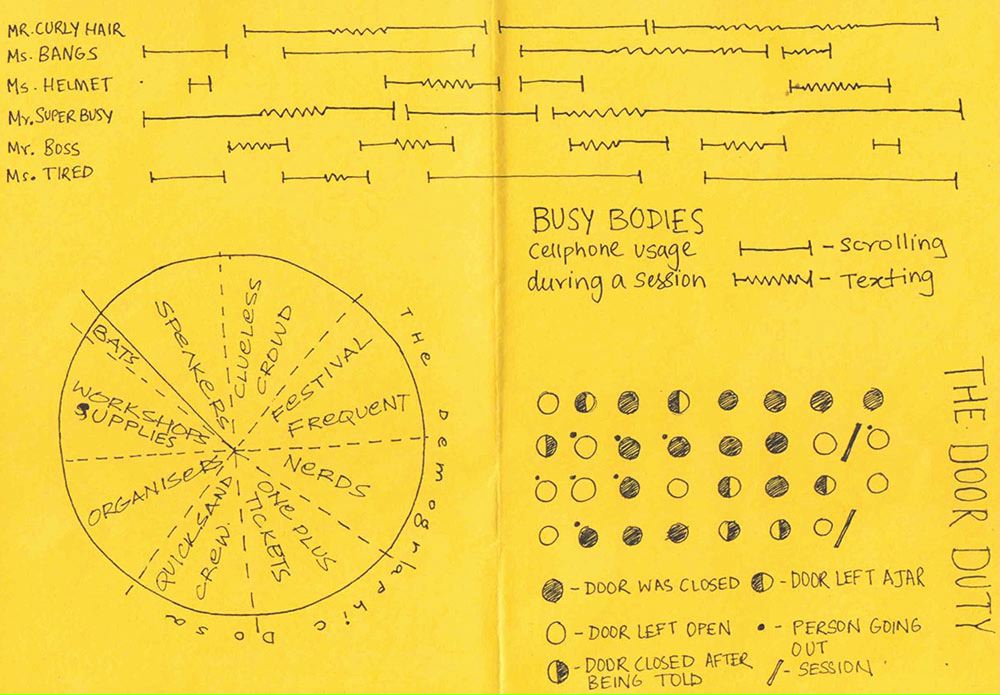 MR. CURLY HAIR
Ms. BANGS
Ms. HELMET
Mr. SUPER BUSY
Mr. BOSS
Ms. TIRED
BUSY BODIES
cellphone usage
during a session
- Scrolling
- Texting
BATS
SPEAKERS
CLUELESS
CROWD
FESTIVAL
FREQUENT
NERDS
ONE PLUS
TICKETS
QUICKSAND
CREW.
ORGANISERS
WORKSHOPS
SUPPLIES
THE DEMOGRAPHIC DOSA
THE DOOR DUTY
- DOOR WAS CLOSED
- DOOR LEFT AJAR
- DOOR LEFT OPEN
- PERSON GOING
OUT
- DOOR CLOSED AFTER
BEING TOLD
- SESSION